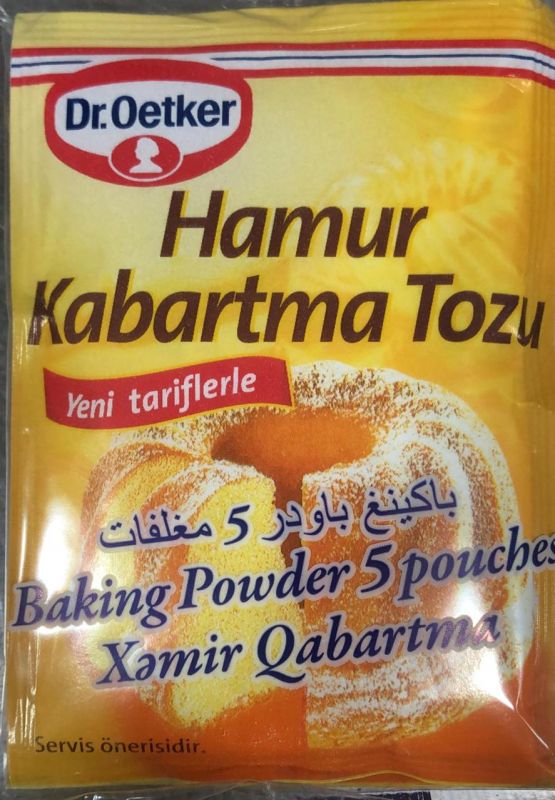 Dr.Oetker
Hamur
Kabartma Tozu
Yeni tariflerle
باكينغ باودر 5 مغلفات
Baking Powder 5 pouches
Xəmir Qabartma
Servis önerisidir.